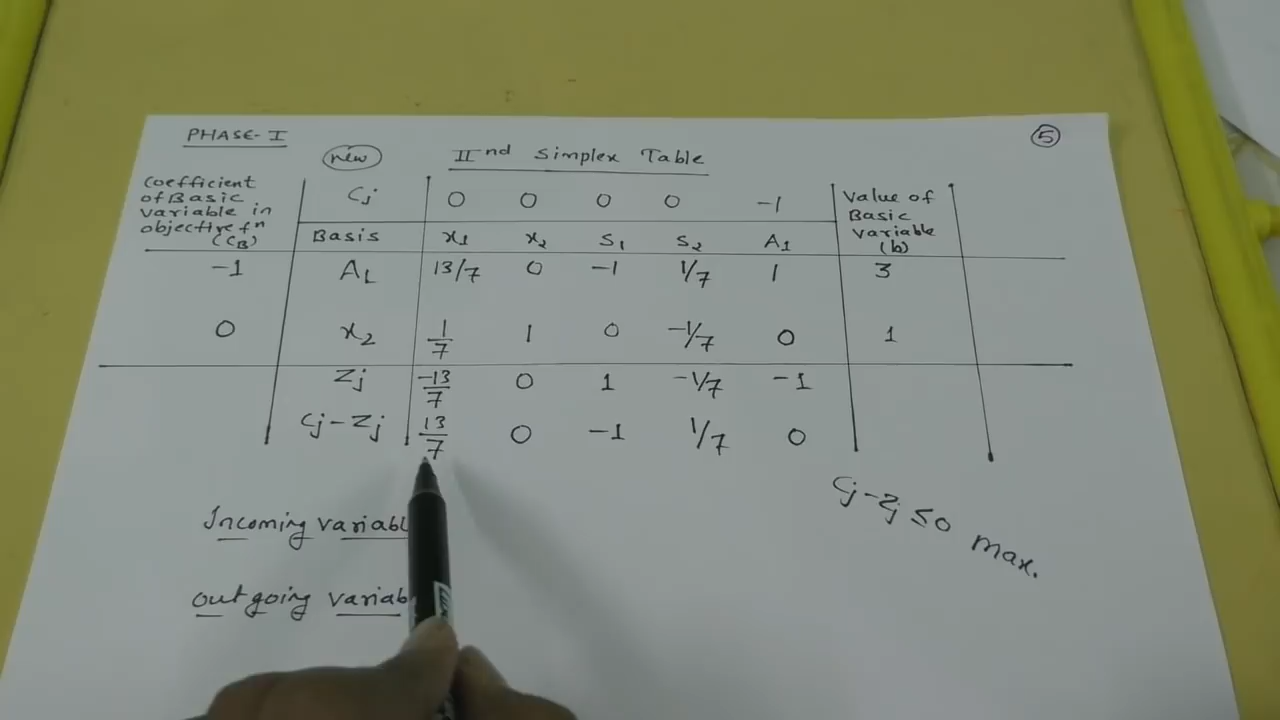 PHASE-I
5
new IInd Simplex Table
Coefficient of Basic variable in objective fn (CB)
Cj 0 0 0 0 -1
Value of Basic variable (b)
Basis x1 x2 S1 S2 A1
-1 A1 13/7 0 -1 1/7 1 3
0 x2 1/7 1 0 -1/7 0 1
Zj -13/7 0 1 -1/7 -1
Cj-Zj 13/7 0 -1 1/7 0
Cj-Zj ≤0 max.
Incoming variabl
Outgoing variab